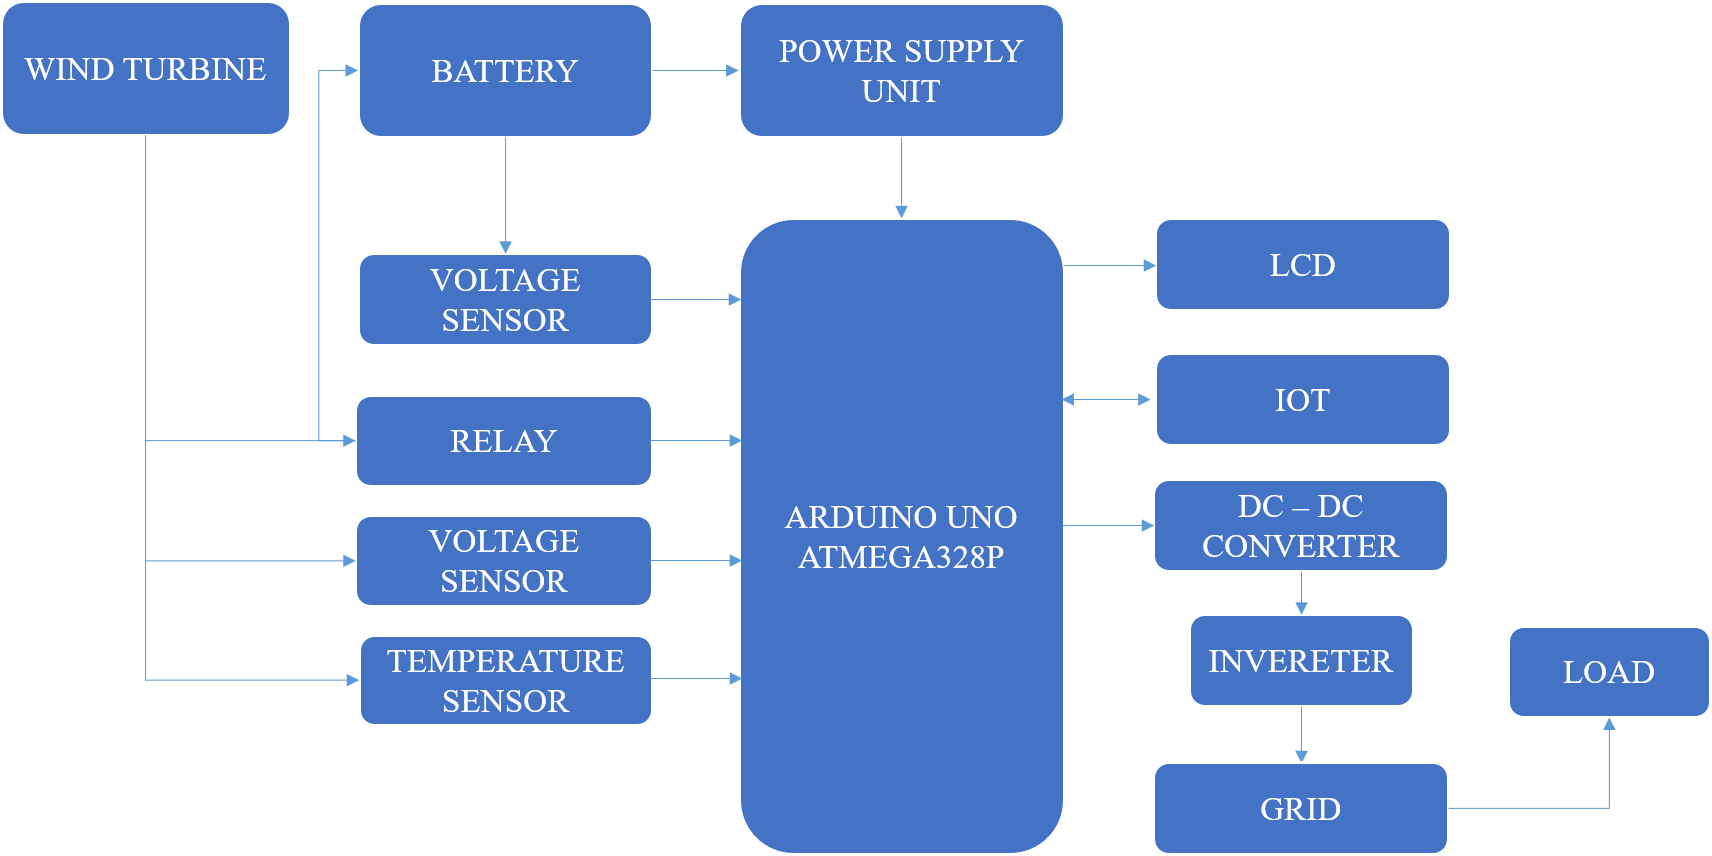 WIND TURBINE
BATTERY
POWER SUPPLY
UNIT
VOLTAGE
SENSOR
LCD
IOT
RELAY
ARDUINO UNO
ATMEGA328P
DC – DC
CONVERTER
VOLTAGE
SENSOR
TEMPERATURE
SENSOR
INVERETER
LOAD
GRID